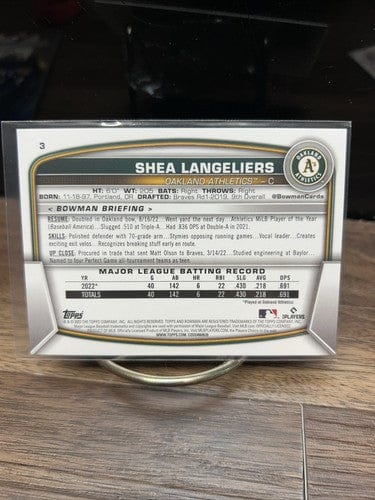 3
SHEA LANGELIERS
OAKLAND ATHLETICS™ – C
OAKLAND
A's
ATHLETICS
HT: 6'0" WT: 205 BATS: Right THROWS: Right
BORN: 11-18-97, Portland, OR DRAFTED: Braves Rd1-2019, 9th Overall @BowmanCards
< BOWMAN BRIEFING >
RESUME: Doubled in Oakland bow, 8/16/22 ...Went yard the next day ...Athletics MiLB Player of the Year
(Baseball America) ...Slugged .510 at Triple-A ...Had .836 OPS at Double-A in 2021.
SKILLS: Polished defender with 70-grade arm ...Stymies opposing running games ...Vocal leader ...Creates
exciting exit velos ...Recognizes breaking stuff early on route.
UP CLOSE: Procured in trade that sent Matt Olson to Braves, 3/14/22 ...Studied engineering at Baylor.
Named to four Perfect Game all-tournament teams as teen.
MAJOR LEAGUE BATTING RECORD
YR G AB HR RBI SLG AVG OPS
2022* 40 142 6 22 .430 .218 .691
TOTALS 40 142 6 22 .430 .218 .691
*Played at Oakland Athletics
Topps
PLAYERS